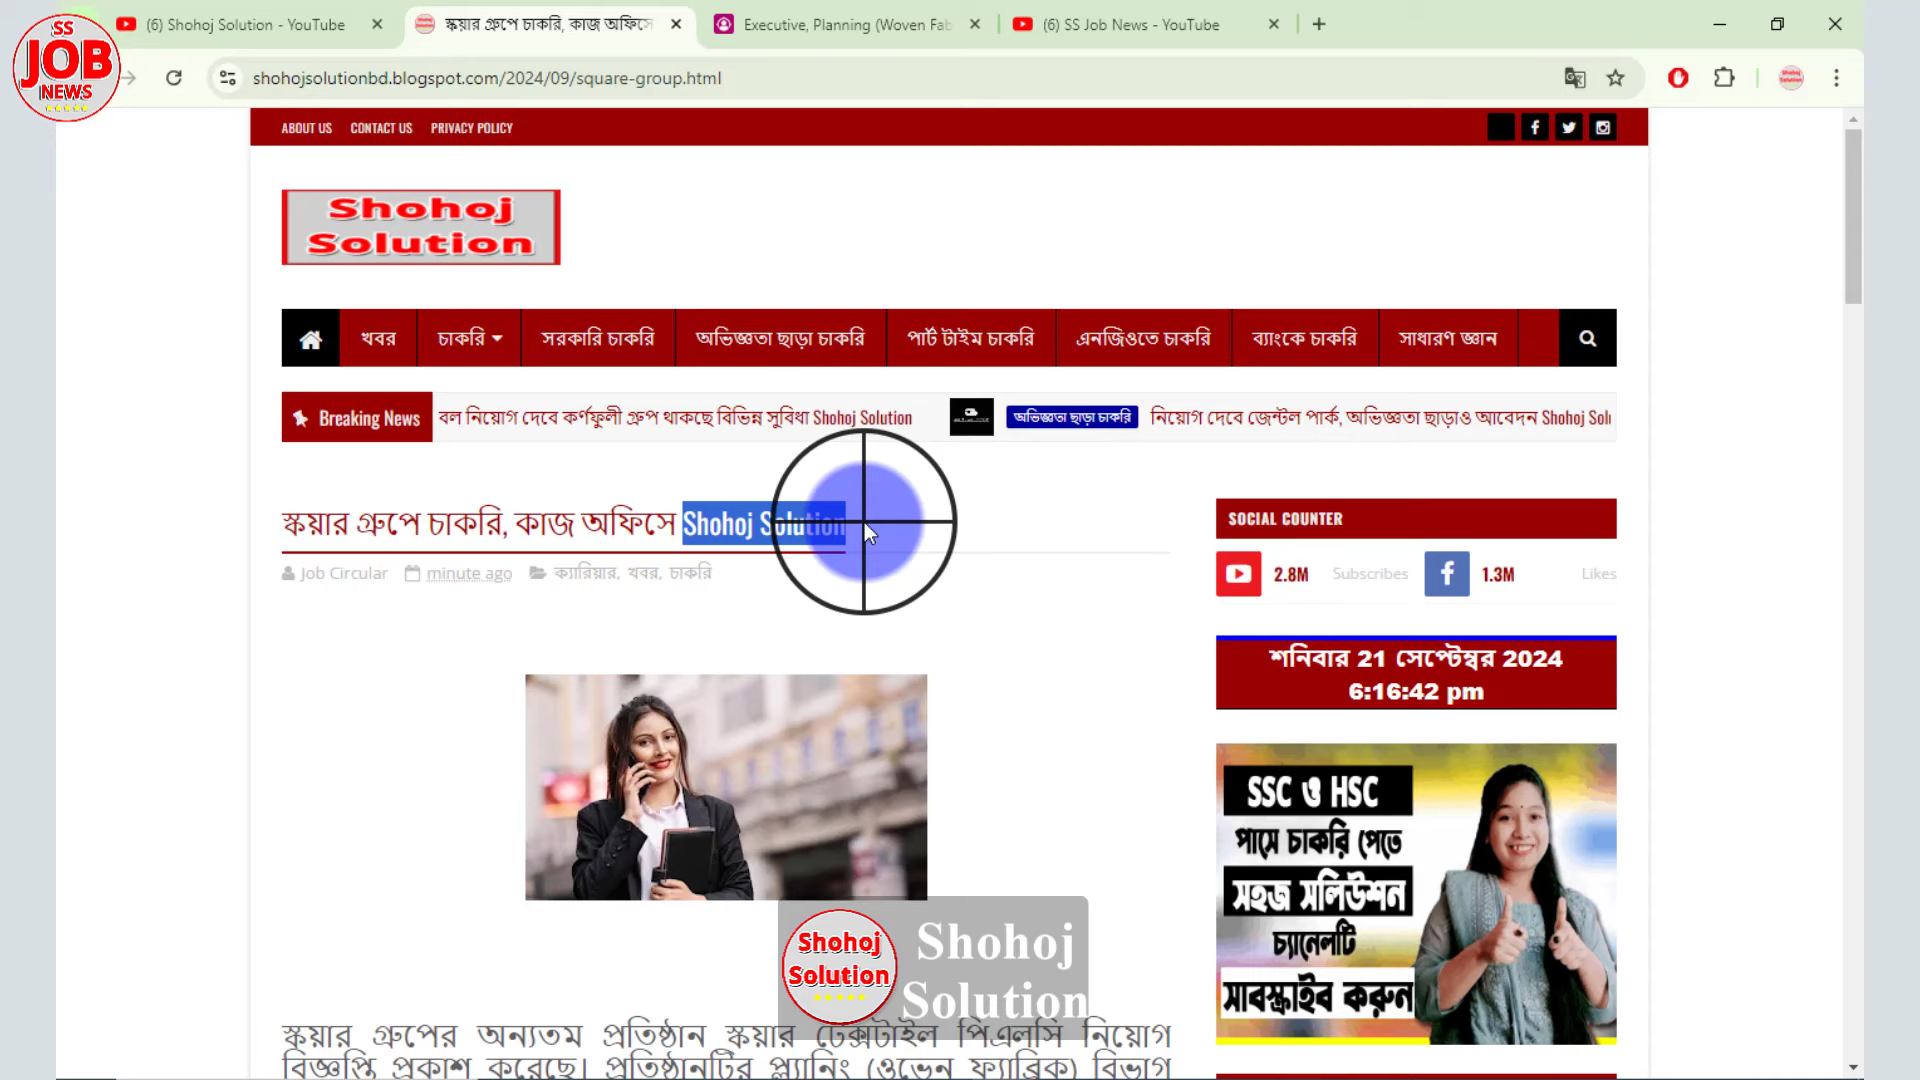 SS
JOB
NEWS
(6) Shohoj Solution - YouTube
স্কয়ার গ্রুপে চাকরি, কাজ অফিসে
Executive, Planning (Woven Fab
(6) SS Job News - YouTube
shohojsolutionbd.blogspot.com/2024/09/square-group.html
ABOUT US CONTACT US PRIVACY POLICY
Shohoj
Solution
খবর চাকরি সরকারি চাকরি অভিজ্ঞতা ছাড়া চাকরি পার্ট টাইম চাকরি এনজিওতে চাকরি ব্যাংকে চাকরি সাধারণ জ্ঞান
Breaking News বল নিয়োগ দেবে কর্ণফুলী গ্রুপ থাকছে বিভিন্ন সুবিধা Shohoj Solution অভিজ্ঞতা ছাড়া চাকরি নিয়োগ দেবে জেন্টল পার্ক, অভিজ্ঞতা ছাড়াও আবেদন Shohoj Solu
স্কয়ার গ্রুপে চাকরি, কাজ অফিসে Shohoj Solution
Job Circular minute ago ক্যারিয়ার, খবর, চাকরি
SOCIAL COUNTER
2.8M Subscribes 1.3M Likes
শনিবার 21 সেপ্টেম্বর 2024
6:16:42 pm
SSC ও HSC
পাসে চাকরি পেতে
সহজ সলিউশন
চ্যানেলটি
সাবস্ক্রাইব করুন
Shohoj
Solution
Shohoj
Solution
স্কয়ার গ্রুপের অন্যতম প্রতিষ্ঠান স্কয়ার টেক্সটাইল পিএলসি নিয়োগ
বিজ্ঞপ্তি প্রকাশ করেছে। প্রতিষ্ঠানটির প্ল্যানিং (ওভেন ফ্যাব্রিক) বিভাগ